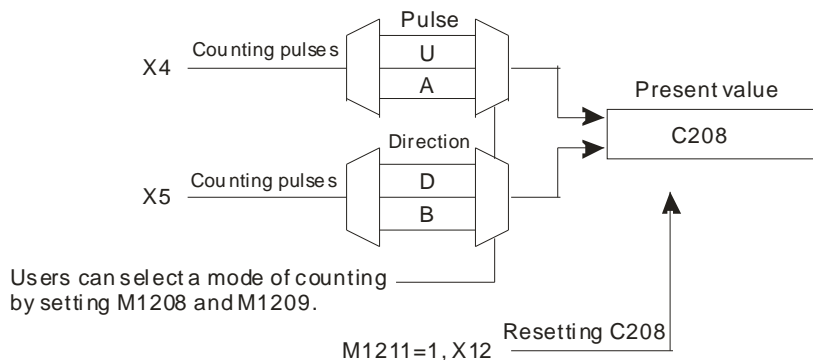 Pulse
Counting pulses
U
X4
A
Present value
C208
Direction
Counting pulses
D
X5
B
Users can select a mode of counting
by setting M1208 and M1209.
Resetting C208
M1211=1, X12